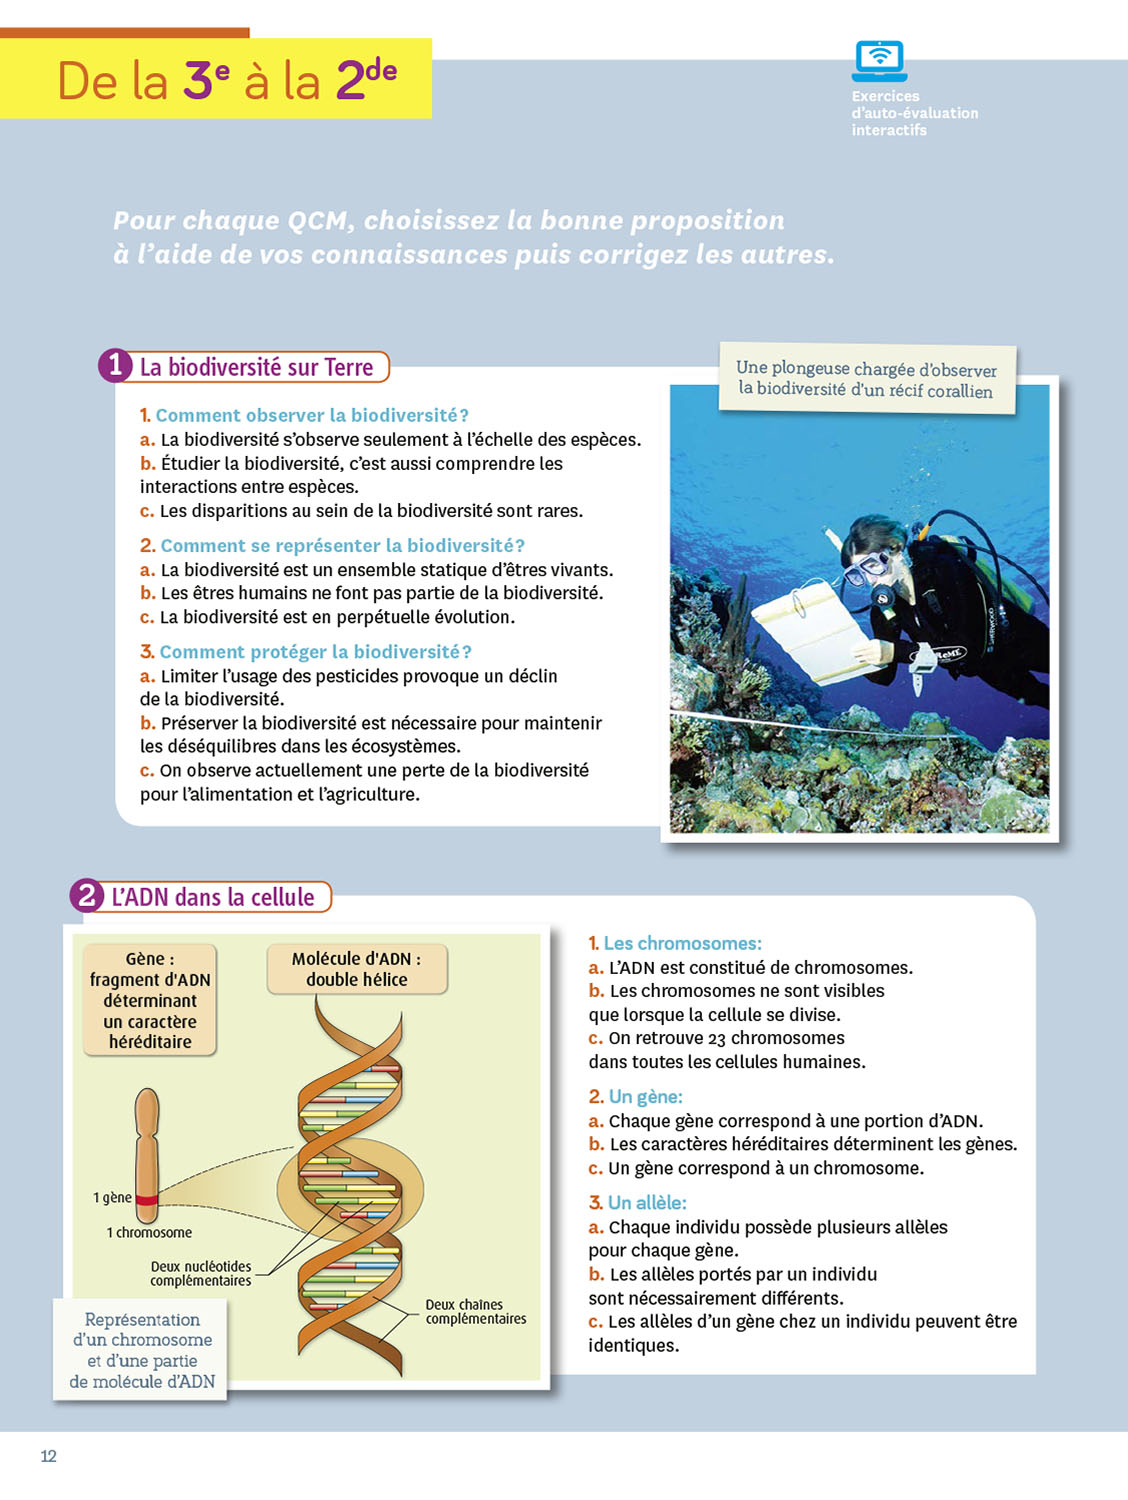 De la 3e à la 2de
Exercices
d'auto-évaluation
interactifs
Pour chaque QCM, choisissez la bonne proposition
à l'aide de vos connaissances puis corrigez les autres.
1 La biodiversité sur Terre
Une plongeuse chargée d'observer
la biodiversité d'un récif corallien
1. Comment observer la biodiversité ?
a. La biodiversité s'observe seulement à l'échelle des espèces.
b. Étudier la biodiversité, c'est aussi comprendre les
interactions entre espèces.
c. Les disparitions au sein de la biodiversité sont rares.
2. Comment se représenter la biodiversité ?
a. La biodiversité est un ensemble statique d'êtres vivants.
b. Les êtres humains ne font pas partie de la biodiversité.
c. La biodiversité est en perpétuelle évolution.
3. Comment protéger la biodiversité ?
a. Limiter l'usage des pesticides provoque un déclin
de la biodiversité.
b. Préserver la biodiversité est nécessaire pour maintenir
les déséquilibres dans les écosystèmes.
c. On observe actuellement une perte de la biodiversité
pour l'alimentation et l'agriculture.
2 L'ADN dans la cellule
Gène :
fragment d'ADN
déterminant
un caractère
héréditaire
Molécule d'ADN :
double hélice
1 gène
1 chromosome
Deux nucléotides
complémentaires
Deux chaînes
complémentaires
Représentation
d'un chromosome
et d'une partie
de molécule d'ADN
1. Les chromosomes:
a. L'ADN est constitué de chromosomes.
b. Les chromosomes ne sont visibles
que lorsque la cellule se divise.
c. On retrouve 23 chromosomes
dans toutes les cellules humaines.
2. Un gène:
a. Chaque gène correspond à une portion d'ADN.
b. Les caractères héréditaires déterminent les gènes.
c. Un gène correspond à un chromosome.
3. Un allèle:
a. Chaque individu possède plusieurs allèles
pour chaque gène.
b. Les allèles portés par un individu
sont nécessairement différents.
c. Les allèles d'un gène chez un individu peuvent être
identiques.
12